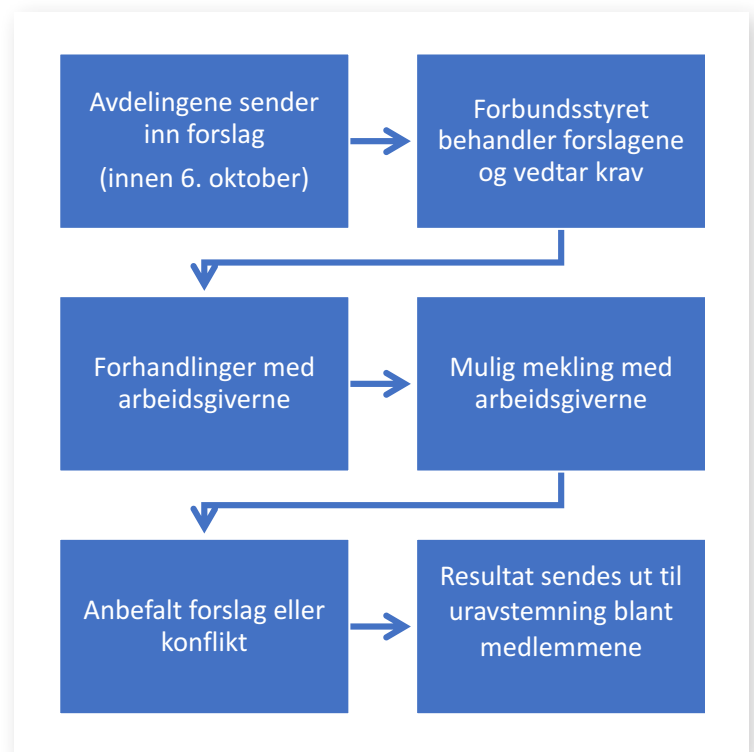 Avdelingene sender
inn forslag
(innen 6. oktober)
Forbundsstyret
behandler forslagene
og vedtar krav
Forhandlinger med
arbeidsgiverne
Mulig mekling med
arbeidsgiverne
Anbefalt forslag eller
konflikt
Resultat sendes ut til
uravstemning blant
medlemmene